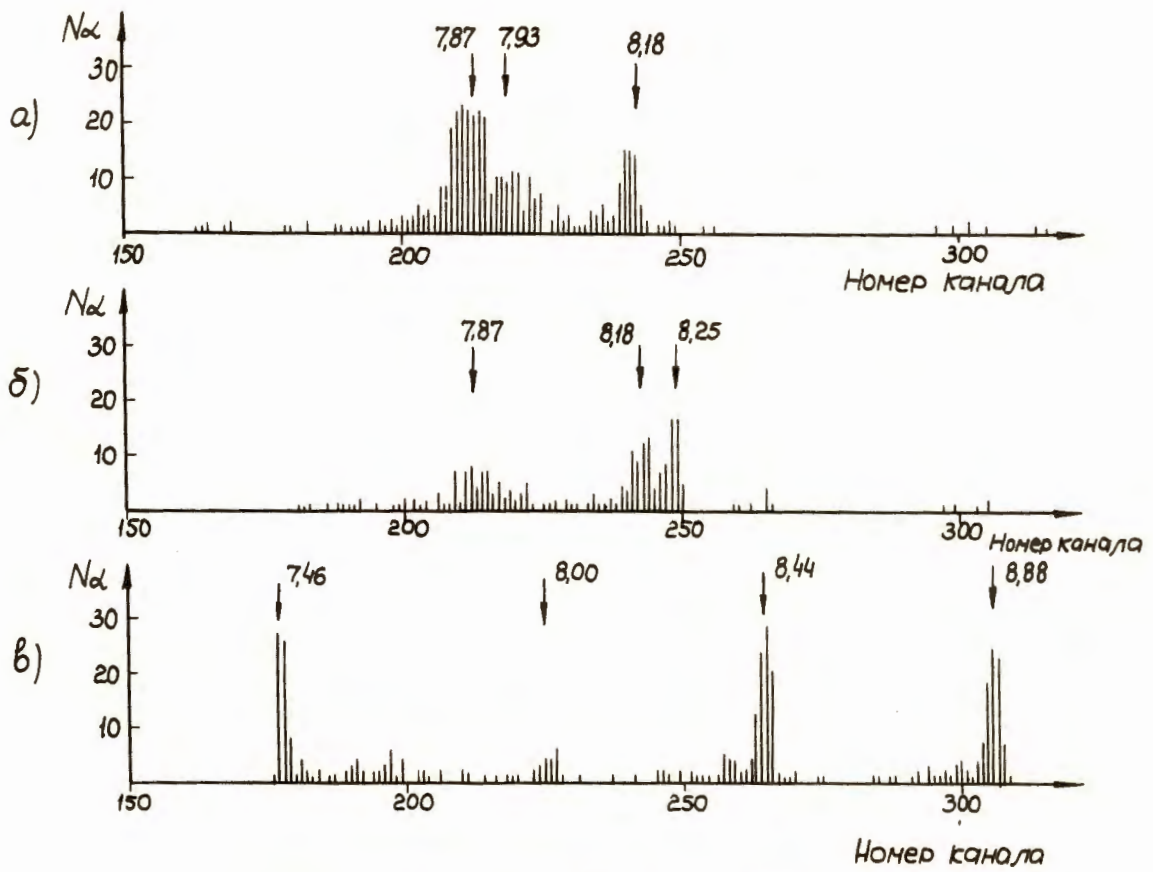 Nα 7,87 7,93 8,18
30
а) 20
10
150 200 250 300
Номер канала
Nα 7,87 8,18 8,25
30
б) 20
10
150 200 250 300 Номер канала
Nα 7,46 8,00 8,44 8,88
30
в) 20
10
150 200 250 300
Номер канала